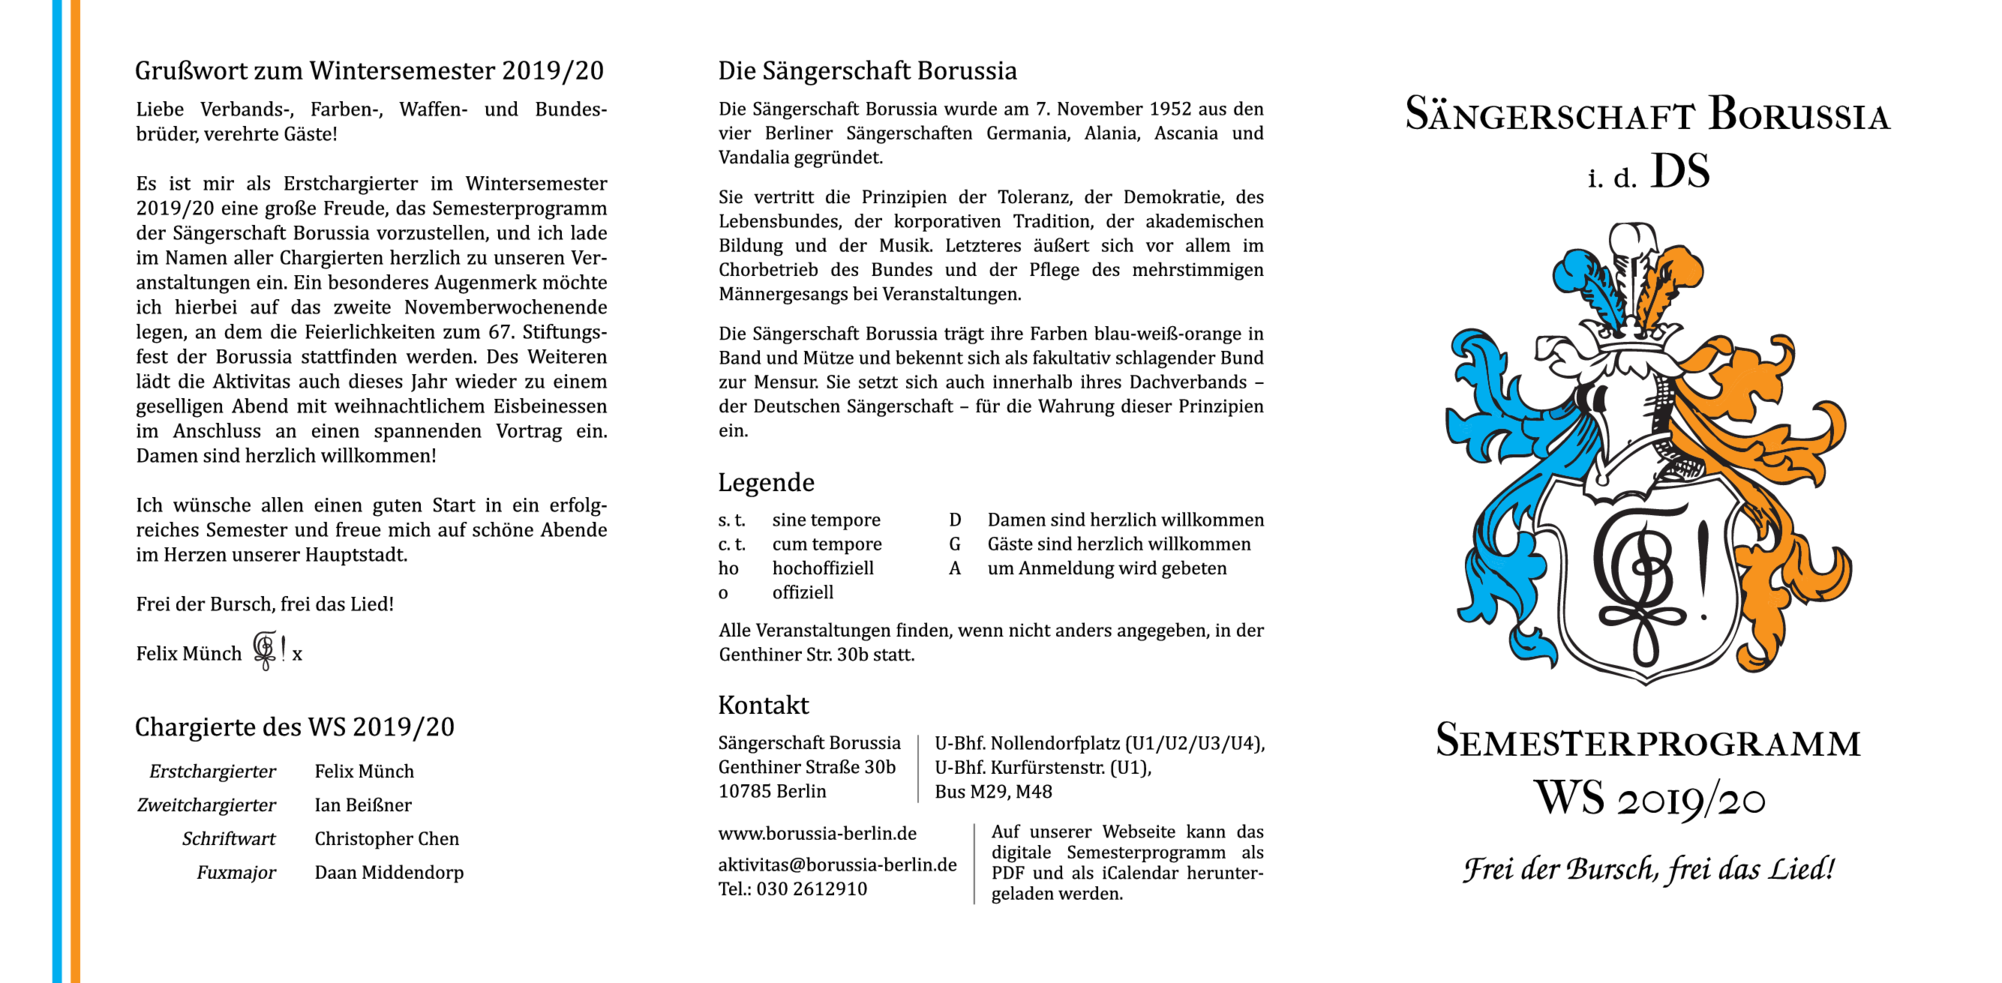 Grußwort zum Wintersemester 2019/20
Liebe Verbands-, Farben-, Waffen- und Bundes-
brüder, verehrte Gäste!
Es ist mir als Erstchargierter im Wintersemester
2019/20 eine große Freude, das Semesterprogramm
der Sängerschaft Borussia vorzustellen, und ich lade
im Namen aller Chargierten herzlich zu unseren Ver-
anstaltungen ein. Ein besonderes Augenmerk möchte
ich hierbei auf das zweite Novemberwochenende
legen, an dem die Feierlichkeiten zum 67. Stiftungs-
fest der Borussia stattfinden werden. Des Weiteren
lädt die Aktivitas auch dieses Jahr wieder zu einem
geselligen Abend mit weihnachtlichem Eisbeinessen
im Anschluss an einen spannenden Vortrag ein.
Damen sind herzlich willkommen!
Ich wünsche allen einen guten Start in ein erfolg-
reiches Semester und freue mich auf schöne Abende
im Herzen unserer Hauptstadt.
Frei der Bursch, frei das Lied!
Felix Münch ! x
Chargierte des WS 2019/20
Erstchargierter Felix Münch
Zweitchargierter Ian Beißner
Schriftwart Christopher Chen
Fuxmajor Daan Middendorp
Die Sängerschaft Borussia
Die Sängerschaft Borussia wurde am 7. November 1952 aus den
vier Berliner Sängerschaften Germania, Alania, Ascania und
Vandalia gegründet.
Sie vertritt die Prinzipien der Toleranz, der Demokratie, des
Lebensbundes, der korporativen Tradition, der akademischen
Bildung und der Musik. Letzteres äußert sich vor allem im
Chorbetrieb des Bundes und der Pflege des mehrstimmigen
Männergesangs bei Veranstaltungen.
Die Sängerschaft Borussia trägt ihre Farben blau-weiß-orange in
Band und Mütze und bekennt sich als fakultativ schlagender Bund
zur Mensur. Sie setzt sich auch innerhalb ihres Dachverbands –
der Deutschen Sängerschaft – für die Wahrung dieser Prinzipien
ein.
Legende
s. t. sine tempore D Damen sind herzlich willkommen
c. t. cum tempore G Gäste sind herzlich willkommen
ho hochoffiziell A um Anmeldung wird gebeten
o offiziell
Alle Veranstaltungen finden, wenn nicht anders angegeben, in der
Genthiner Str. 30b statt.
Kontakt
Sängerschaft Borussia
Genthiner Straße 30b
10785 Berlin
U-Bhf. Nollendorfplatz (U1/U2/U3/U4),
U-Bhf. Kurfürstenstr. (U1),
Bus M29, M48
www.borussia-berlin.de
aktivitas@borussia-berlin.de
Tel.: 030 2612910
Auf unserer Webseite kann das
digitale Semesterprogramm als
PDF und als iCalendar herunter-
geladen werden.
Sängerschaft Borussia
i. d. DS
!
Semesterprogramm
WS 2019/20
Frei der Bursch, frei das Lied!